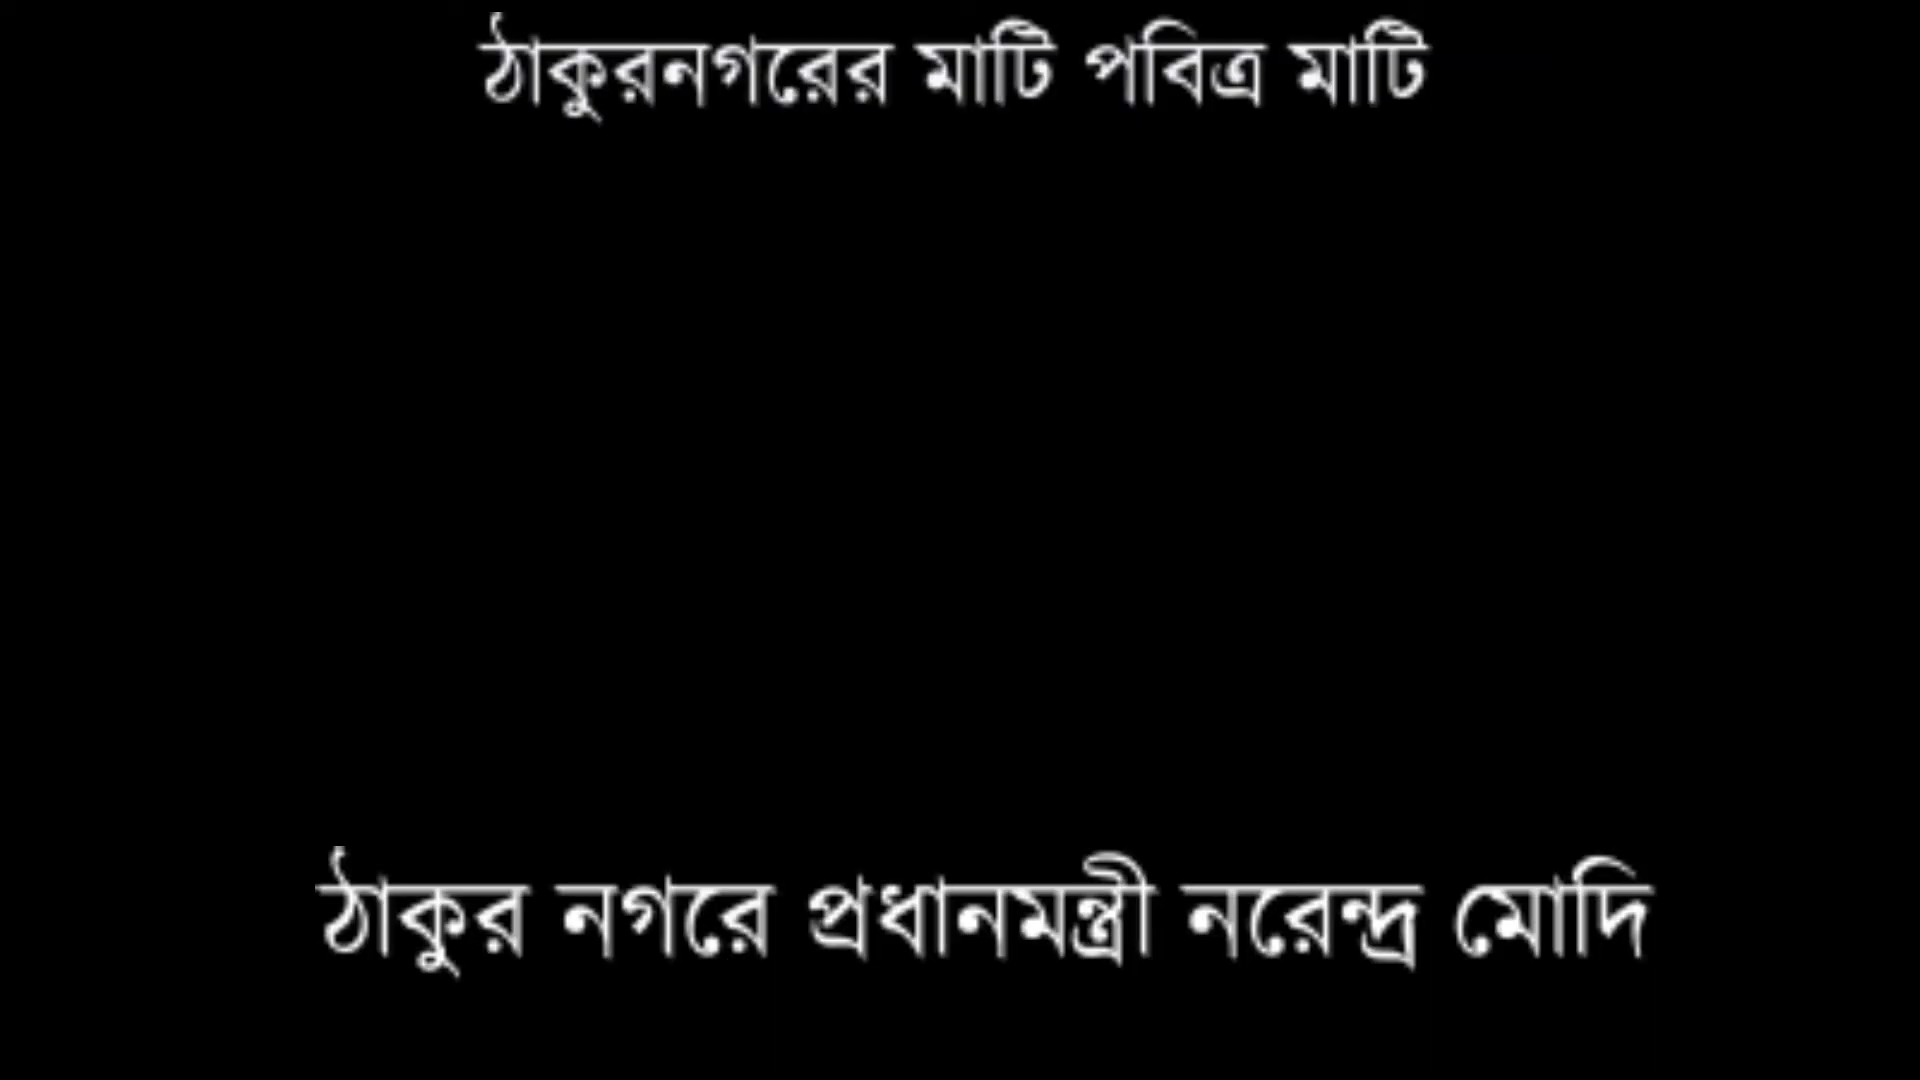 ঠাকুরনগরের মাটি পবিত্র মাটি
ঠাকুর নগরে প্রধানমন্ত্রী নরেন্দ্র মোদি